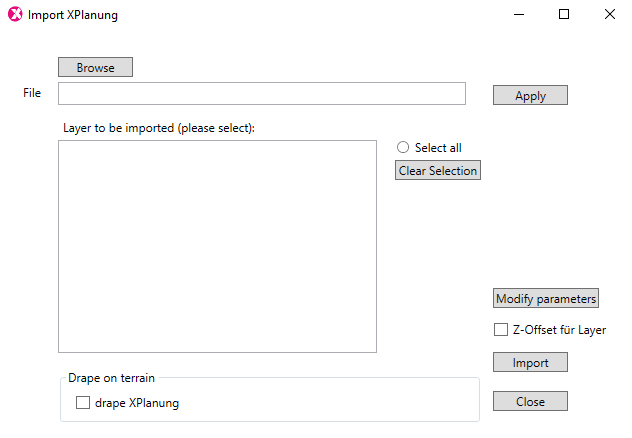 Import XPlanung
Browse
File
Apply
Layer to be imported (please select):
Select all
Clear Selection
Modify parameters
Z-Offset für Layer
Import
Drape on terrain
drape XPlanung
Close